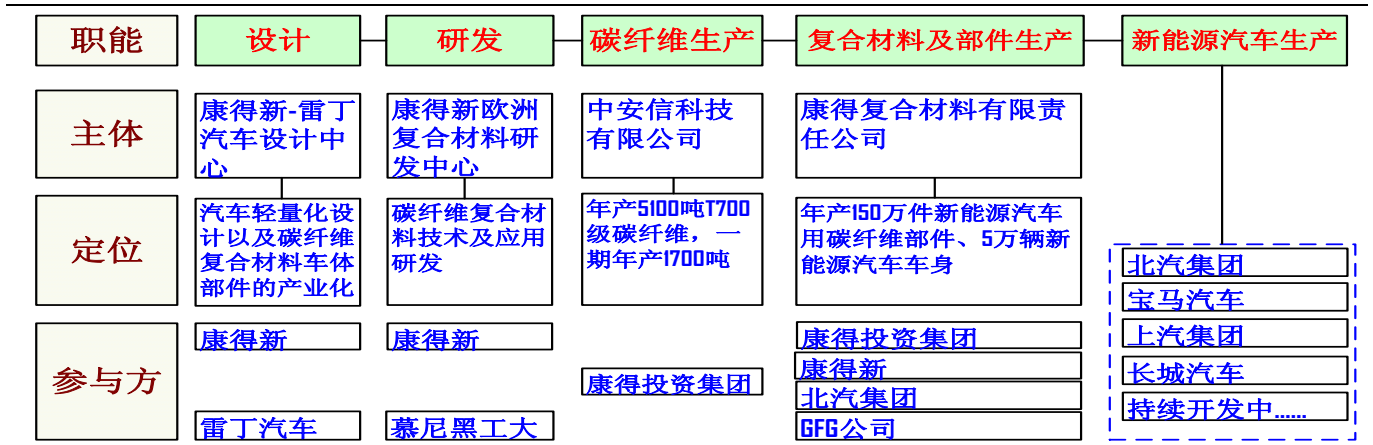 职能
设计
研发
碳纤维生产
复合材料及部件生产
新能源汽车生产
主体
康得新-雷丁
汽车设计中
心
康得新欧洲
复合材料研
发中心
中安信科技
有限公司
康得复合材料有限责
任公司
定位
汽车轻量化设
计以及碳纤维
复合材料车体
部件的产业化
碳纤维复合材
料技术及应用
研发
年产5100吨T700
级碳纤维，一
期年产1700吨
年产150万件新能源汽车
用碳纤维部件、5万辆新
能源汽车车身
参与方
康得新
雷丁汽车
康得新
慕尼黑工大
康得投资集团
康得投资集团
康得新
北汽集团
GFG公司
北汽集团
宝马汽车
上汽集团
长城汽车
持续开发中……